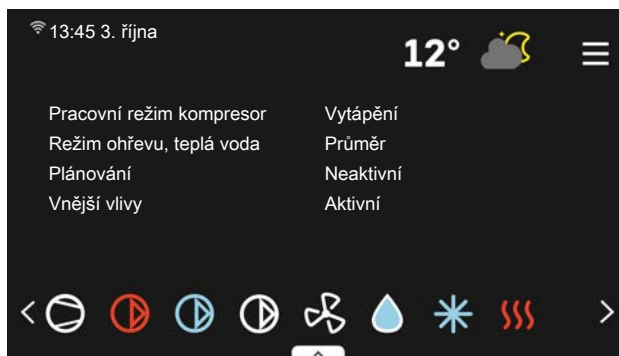 13:45 3. října
12°
Pracovní režim kompresor Vytápění
Režim ohřevu, teplá voda Průměr
Plánování Neaktivní
Vnější vlivy Aktivní